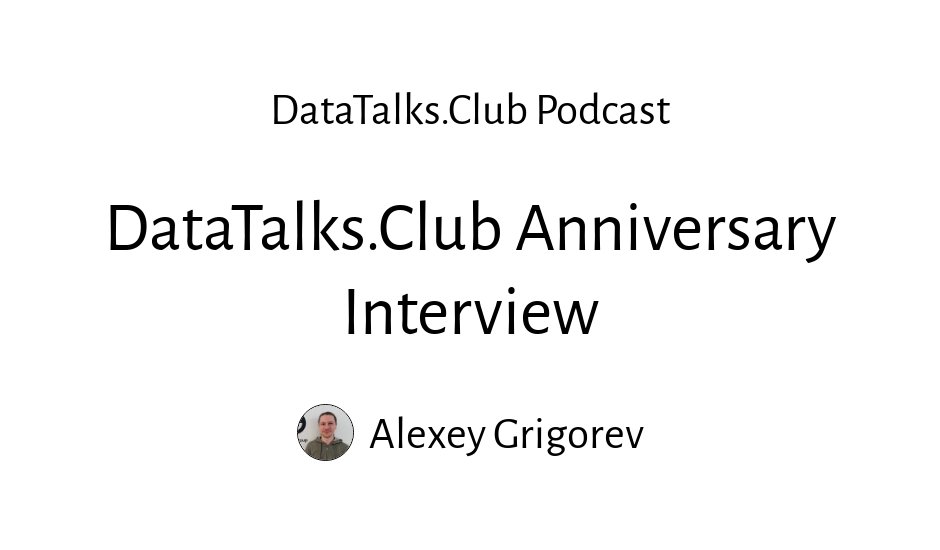 DataTalks.Club Podcast
DataTalks.Club Anniversary
Interview
Alexey Grigorev